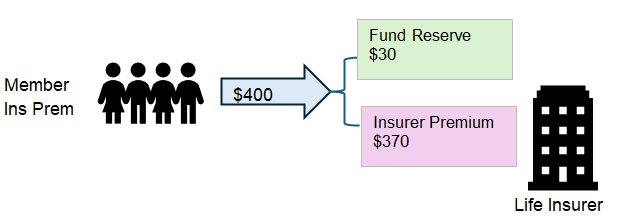 Member
Ins Prem
$400
Fund Reserve
$30
Insurer Premium
$370
Life Insurer